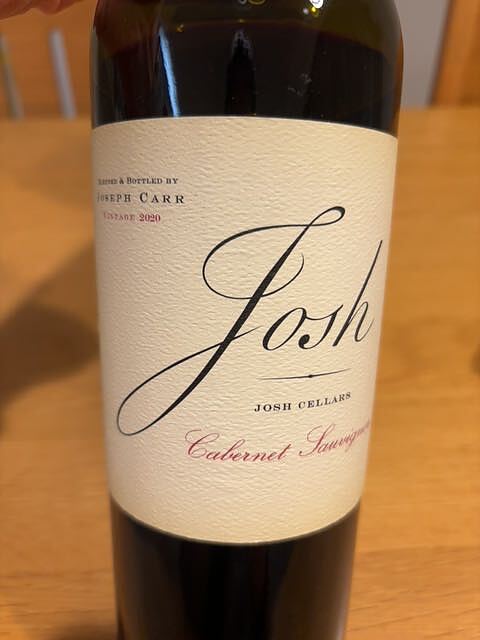 & BOTTLED BY
JOSEPH CARR
VINTAGE 2020
Josh
JOSH CELLARS
Cabernet Sauvignon